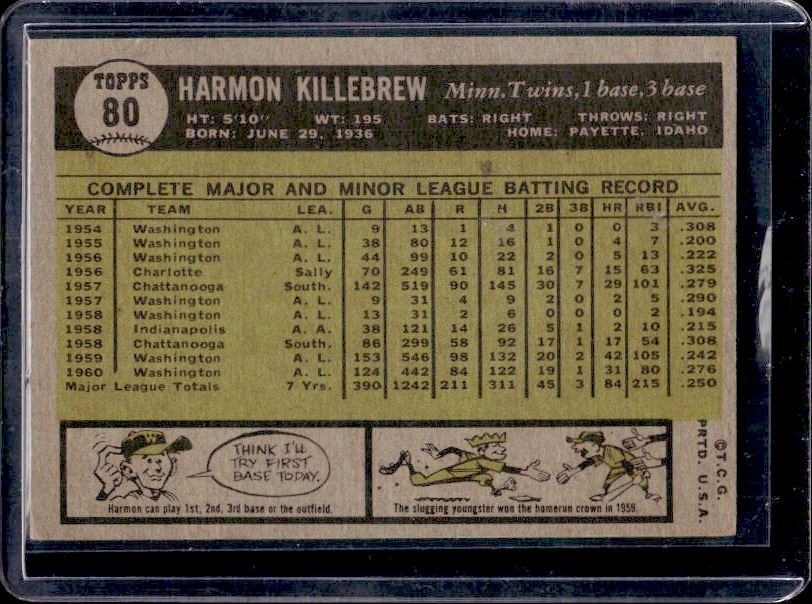 TOPPS
80
HARMON KILLEBREW Minn. Twins, 1 base, 3 base
HT: 5'10" WT: 195 BATS: RIGHT THROWS: RIGHT
BORN: JUNE 29, 1936 HOME: PAYETTE, IDAHO
COMPLETE MAJOR AND MINOR LEAGUE BATTING RECORD
YEAR TEAM LEA. G AB R H 2B 3B HR RBI AVG.
1954 Washington A. L. 9 13 1 4 1 0 0 3 .308
1955 Washington A. L. 38 80 12 16 1 0 4 7 .200
1956 Washington A. L. 44 99 10 22 2 0 5 13 .222
1956 Charlotte Sally 70 249 61 81 16 7 15 63 .325
1957 Chattanooga South. 142 519 90 145 30 7 29 101 .279
1957 Washington A. L. 9 31 4 9 2 0 2 5 .290
1958 Washington A. L. 13 31 2 6 0 0 0 2 .194
1958 Indianapolis A. A. 38 121 14 26 5 1 2 10 .215
1958 Chattanooga South. 86 299 58 92 17 1 17 54 .308
1959 Washington A. L. 153 546 98 132 20 2 42 105 .242
1960 Washington A. L. 124 442 84 122 19 1 31 80 .276
Major League Totals 7 Yrs. 390 1242 211 311 45 3 84 215 .250
W
THINK I'LL
TRY FIRST
BASE TODAY.
Harmon can play 1st, 2nd, 3rd base or the outfield.
The slugging youngster won the homerun crown in 1959.
©T.C.G.
PRTD. U.S.A.